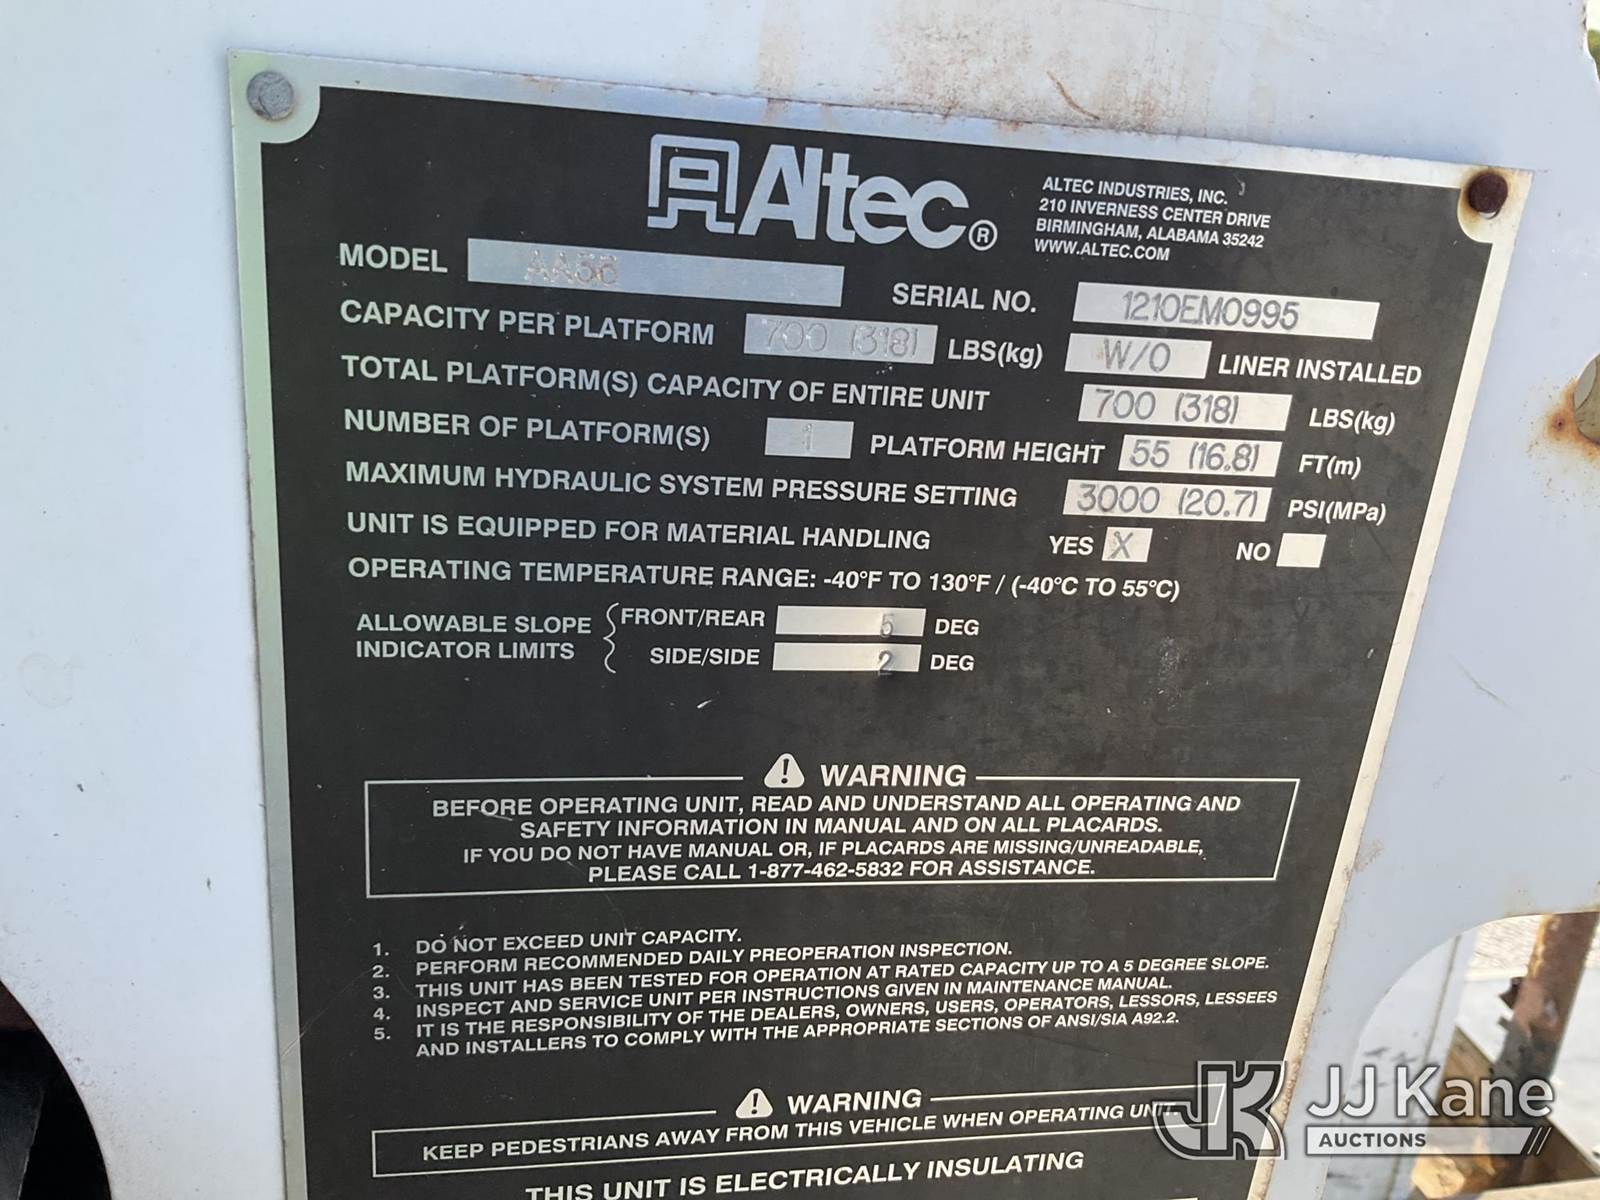 Altec®
ALTEC INDUSTRIES, INC.
210 INVERNESS CENTER DRIVE
BIRMINGHAM, ALABAMA 35242
WWW.ALTEC.COM
MODEL
SERIAL NO. 1210EM0995
CAPACITY PER PLATFORM 700 (318) LBS(kg) W/O LINER INSTALLED
TOTAL PLATFORM(S) CAPACITY OF ENTIRE UNIT 700 (318) LBS(kg)
NUMBER OF PLATFORM(S) 1 PLATFORM HEIGHT 55 (16.8) FT(m)
MAXIMUM HYDRAULIC SYSTEM PRESSURE SETTING 3000 (20.7) PSI(MPa)
UNIT IS EQUIPPED FOR MATERIAL HANDLING YES X NO
OPERATING TEMPERATURE RANGE: -40°F TO 130°F / (-40°C TO 55°C)
ALLOWABLE SLOPE INDICATOR LIMITS
FRONT/REAR 5 DEG
SIDE/SIDE 2 DEG
WARNING
BEFORE OPERATING UNIT, READ AND UNDERSTAND ALL OPERATING AND
SAFETY INFORMATION IN MANUAL AND ON ALL PLACARDS.
IF YOU DO NOT HAVE MANUAL OR, IF PLACARDS ARE MISSING/UNREADABLE,
PLEASE CALL 1-877-462-5832 FOR ASSISTANCE.
1. DO NOT EXCEED UNIT CAPACITY.
2. PERFORM RECOMMENDED DAILY PREOPERATION INSPECTION.
3. THIS UNIT HAS BEEN TESTED FOR OPERATION AT RATED CAPACITY UP TO A 5 DEGREE SLOPE.
4. INSPECT AND SERVICE UNIT PER INSTRUCTIONS GIVEN IN MAINTENANCE MANUAL.
5. IT IS THE RESPONSIBILITY OF THE DEALERS, OWNERS, USERS, OPERATORS, LESSORS, LESSEES
AND INSTALLERS TO COMPLY WITH THE APPROPRIATE SECTIONS OF ANSI/SIA A92.2.
WARNING
KEEP PEDESTRIANS AWAY FROM THIS VEHICLE WHEN OPERATING UNIT.
THIS UNIT IS ELECTRICALLY INSULATING
JK JJ Kane
AUCTIONS